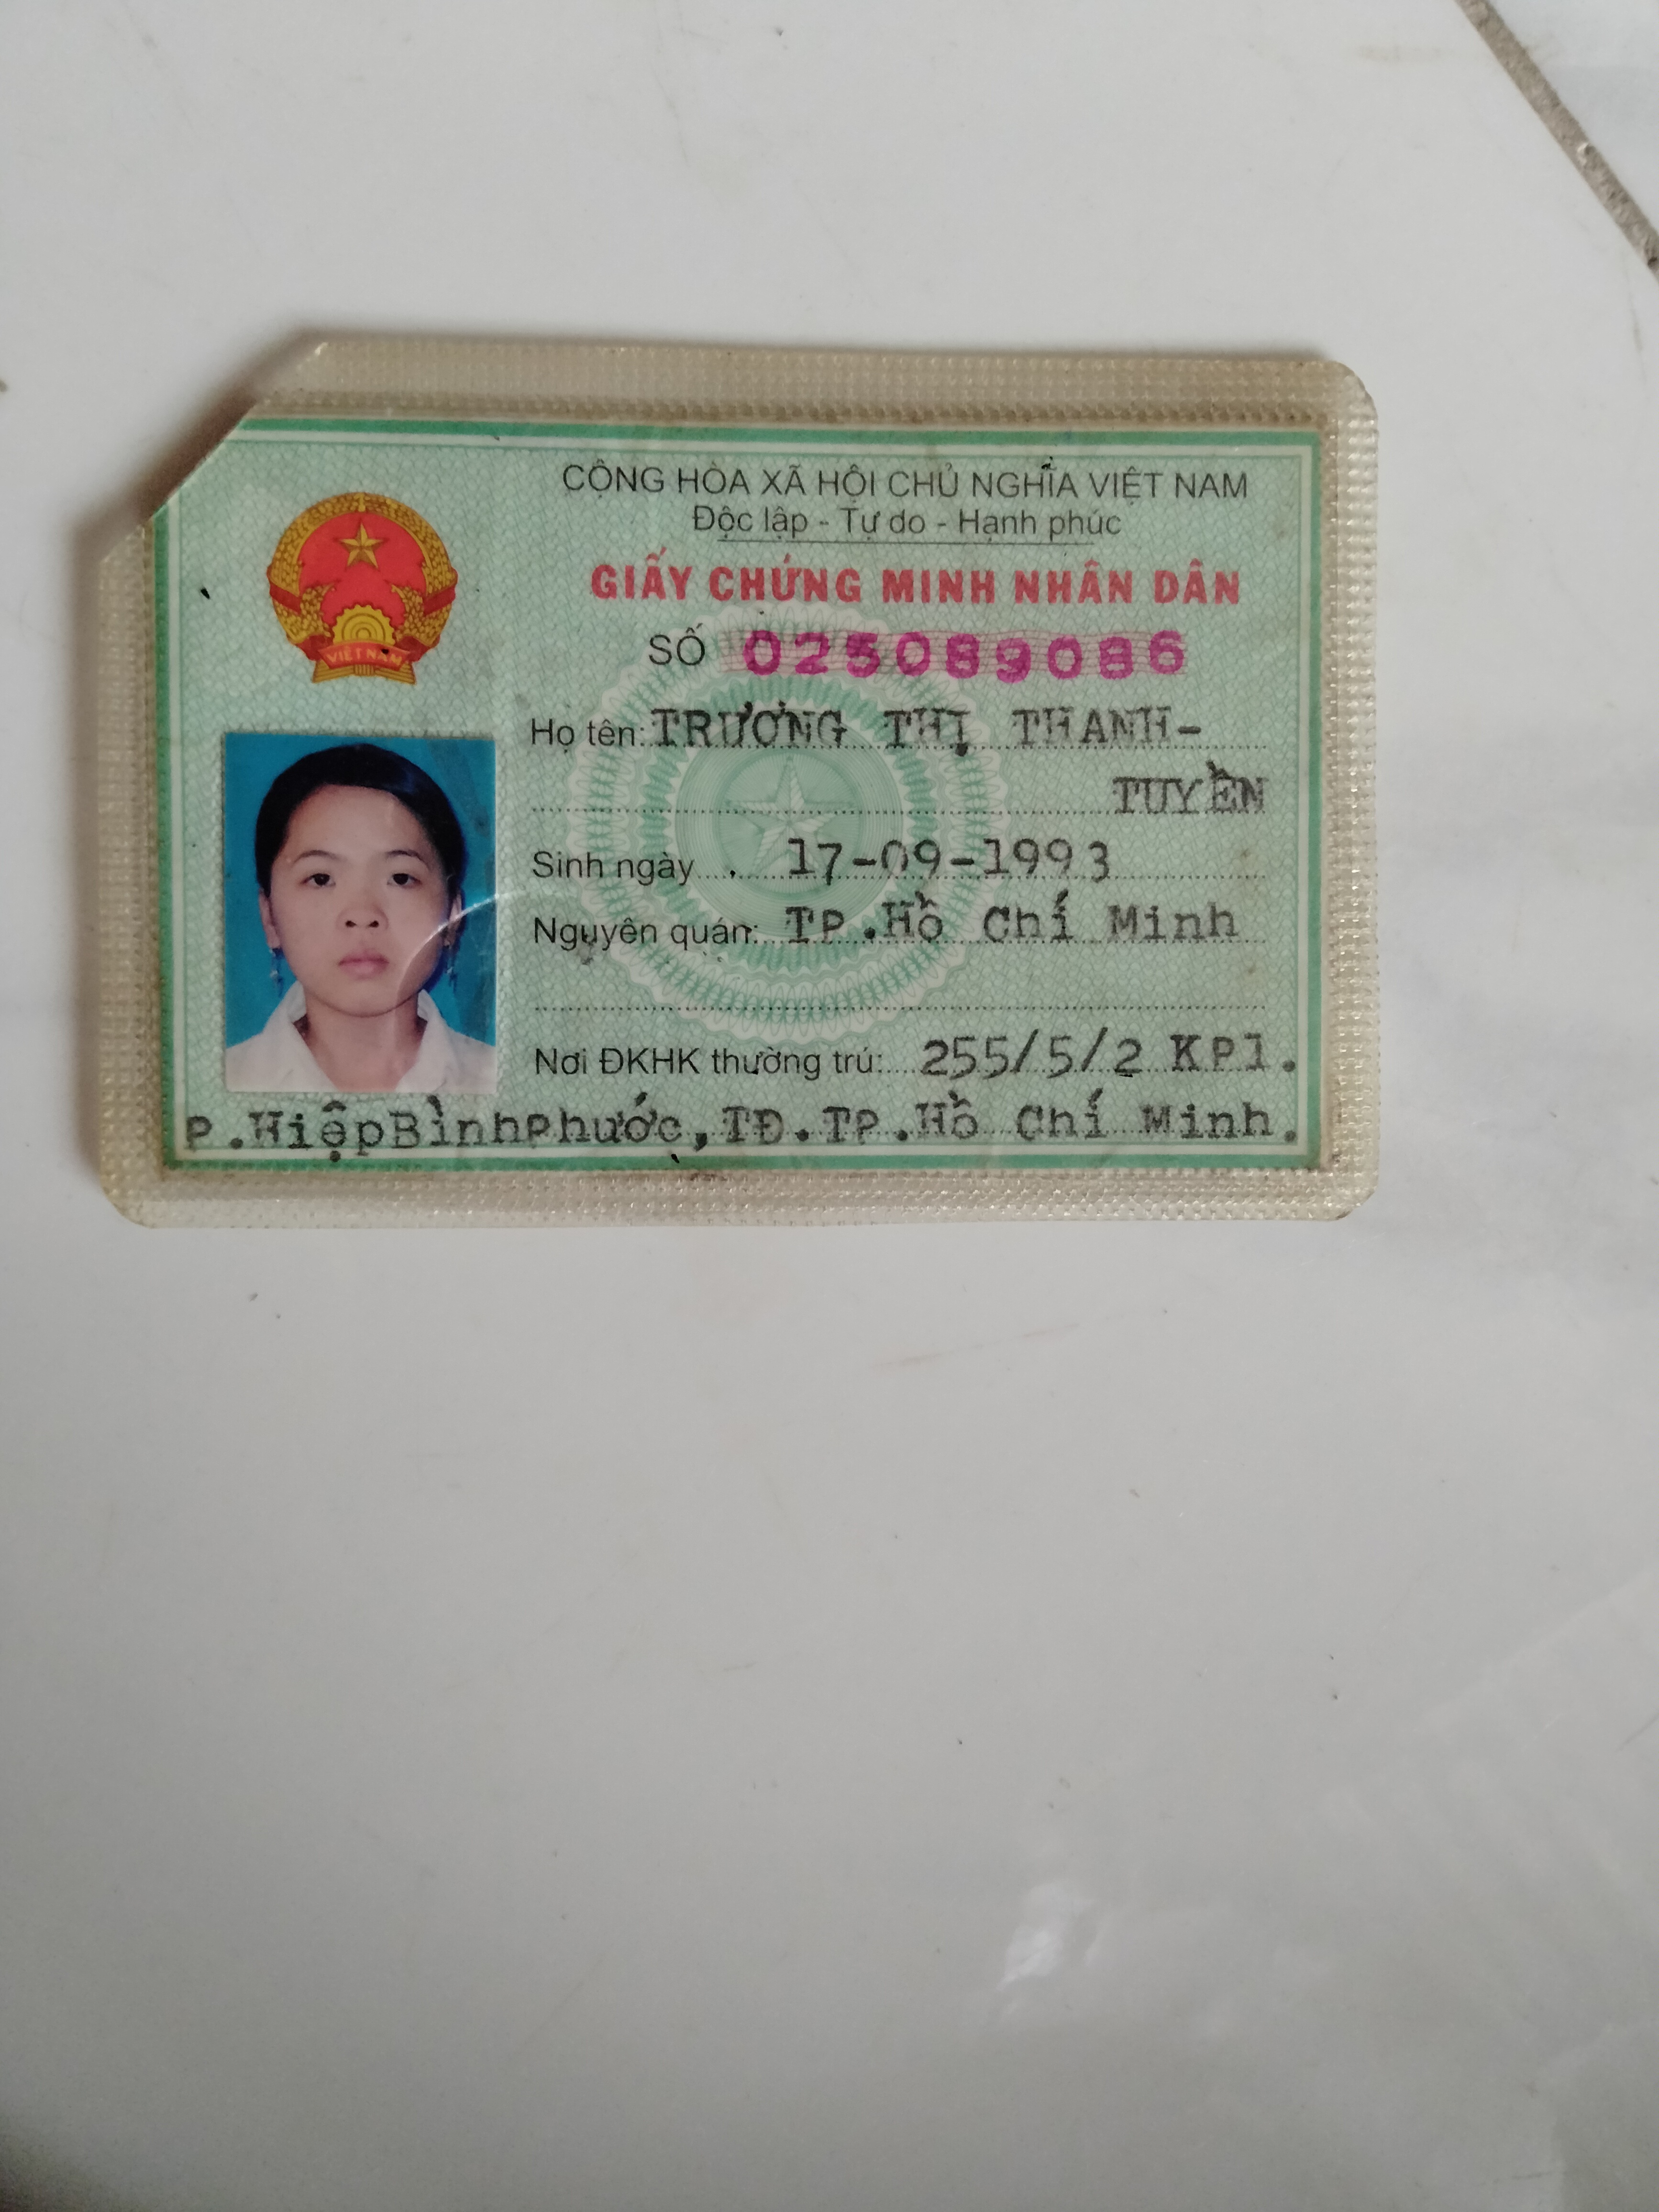 CỘNG HÒA XÃ HỘI CHỦ NGHĨA VIỆT NAM
Độc lập - Tự do - Hạnh phúc
GIẤY CHỨNG MINH NHÂN DÂN
SỐ 025089086
VIỆT NAM
Họ tên: TRƯƠNG THỊ THANH-
TUYỀN
Sinh ngày 17-09-1993
Nguyên quán: TP.Hồ Chí Minh
Nơi ĐKHK thường trú: 255/5/2 KP1.
P.HiệpBìnhPhước,TĐ.TP.Hồ Chí Minh.